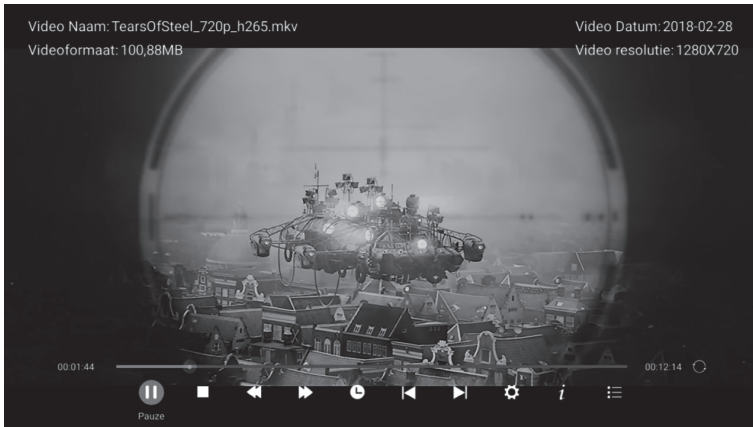 Video Naam: TearsOfSteel_720p_h265.mkv
Video Datum: 2018-02-28
Videoformaat: 100,88MB
Video resolutie: 1280X720
00:01:44
00:12:14
Pauze